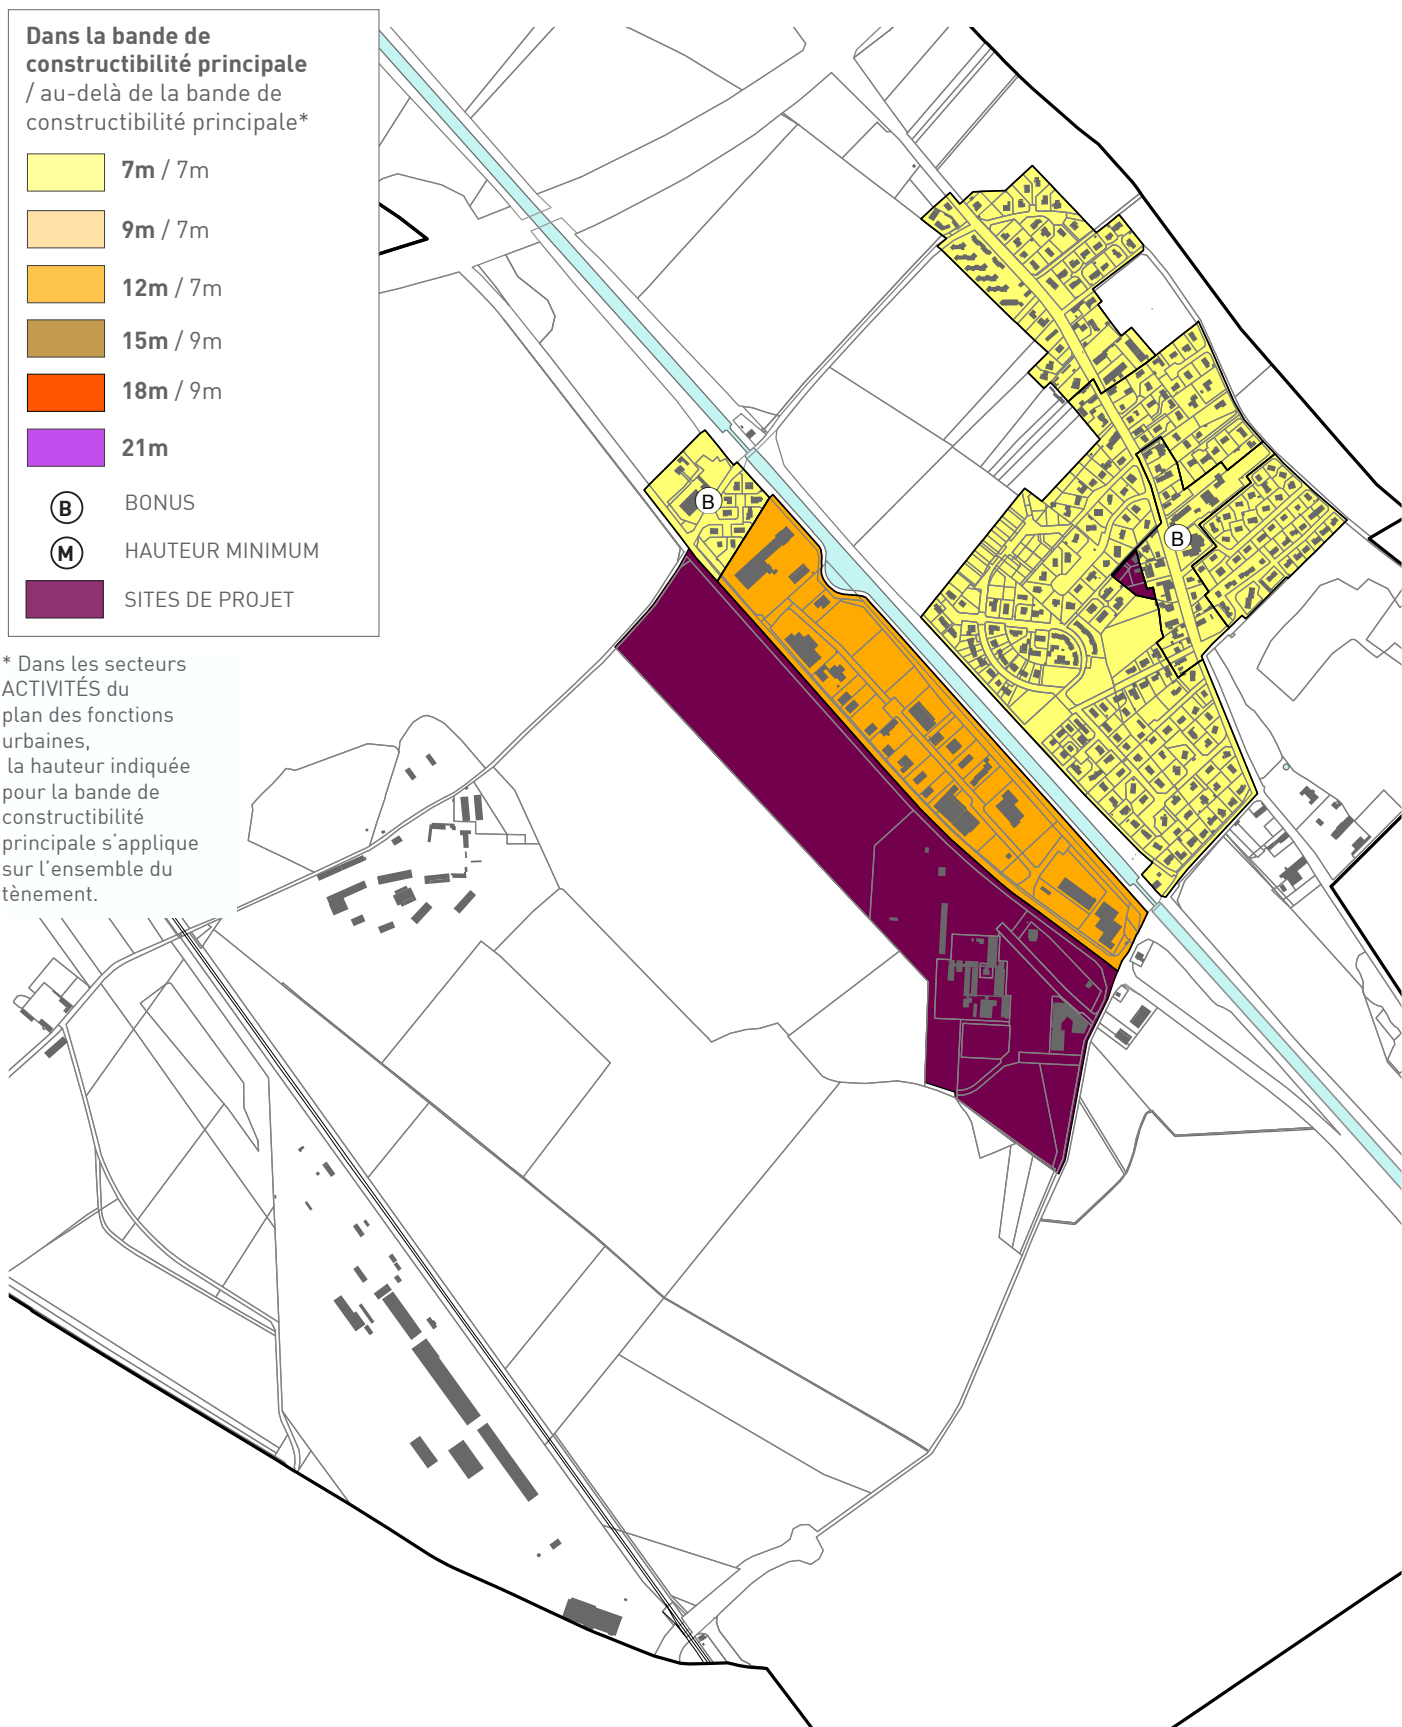 Dans la bande de
constructibilité principale
/ au-delà de la bande de
constructibilité principale*
7m / 7m
9m / 7m
12m / 7m
15m / 9m
18m / 9m
21m
B BONUS
M HAUTEUR MINIMUM
SITES DE PROJET
* Dans les secteurs
ACTIVITÉS du
plan des fonctions
urbaines,
la hauteur indiquée
pour la bande de
constructibilité
principale s'applique
sur l'ensemble du
tènement.
B
B